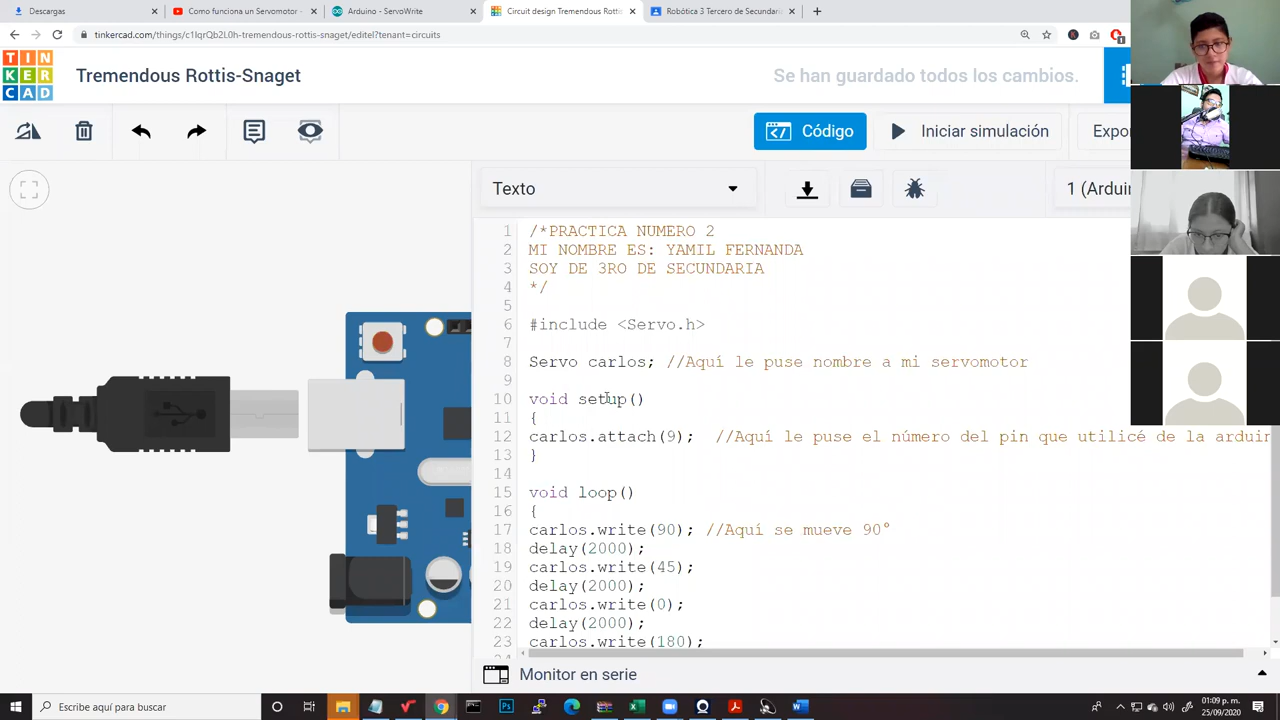 Descargas
Como funciona un Servomotor -
Arduino - ServoWrite
Circuit design Tremendous Rottis
Robótica 3 Tercero de Secundari
tinkercad.com/things/c1lqrQb2L0h-tremendous-rottis-snaget/editel?tenant=circuits
TIN
KER
CAD
Tremendous Rottis-Snaget
Se han guardado todos los cambios.
Código
Iniciar simulación
Expor
Texto
1 (Arduin
1 /*PRACTICA NUMERO 2
2 MI NOMBRE ES: YAMIL FERNANDA
3 SOY DE 3RO DE SECUNDARIA
4 */
5
6 #include <Servo.h>
7
8 Servo carlos; //Aquí le puse nombre a mi servomotor
9
10 void setup()
11 {
12 carlos.attach(9); //Aquí le puse el número del pin que utilicé de la arduin
13 }
14
15 void loop()
16 {
17 carlos.write(90); //Aquí se mueve 90°
18 delay(2000);
19 carlos.write(45);
20 delay(2000);
21 carlos.write(0);
22 delay(2000);
23 carlos.write(180);
Monitor en serie
Escribe aquí para buscar
01:09 p. m.
25/09/2020